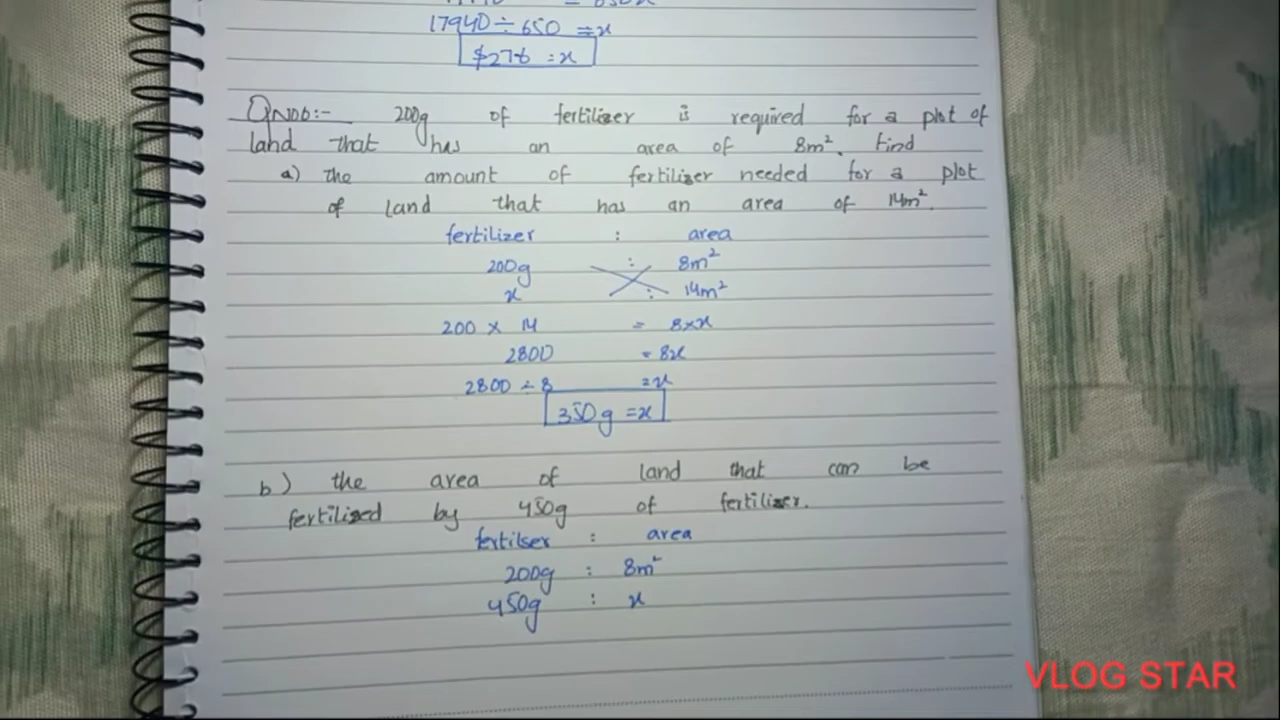 17940 ÷ 650 = x
$27.6 = x
QNo6:- 200g of fertilizer is required for a plot of
land that has an area of 8m². Find
a) the amount of fertilizer needed for a plot
of land that has an area of 14m².
fertilizer : area
200g : 8m²
x : 14m²
200 × 14 = 8×x
2800 = 8x
2800 ÷ 8 = x
350g = x
b) the area of land that can be
fertilised by 450g of fertilizer.
fertilser : area
200g : 8m²
450g : x
VLOG STAR